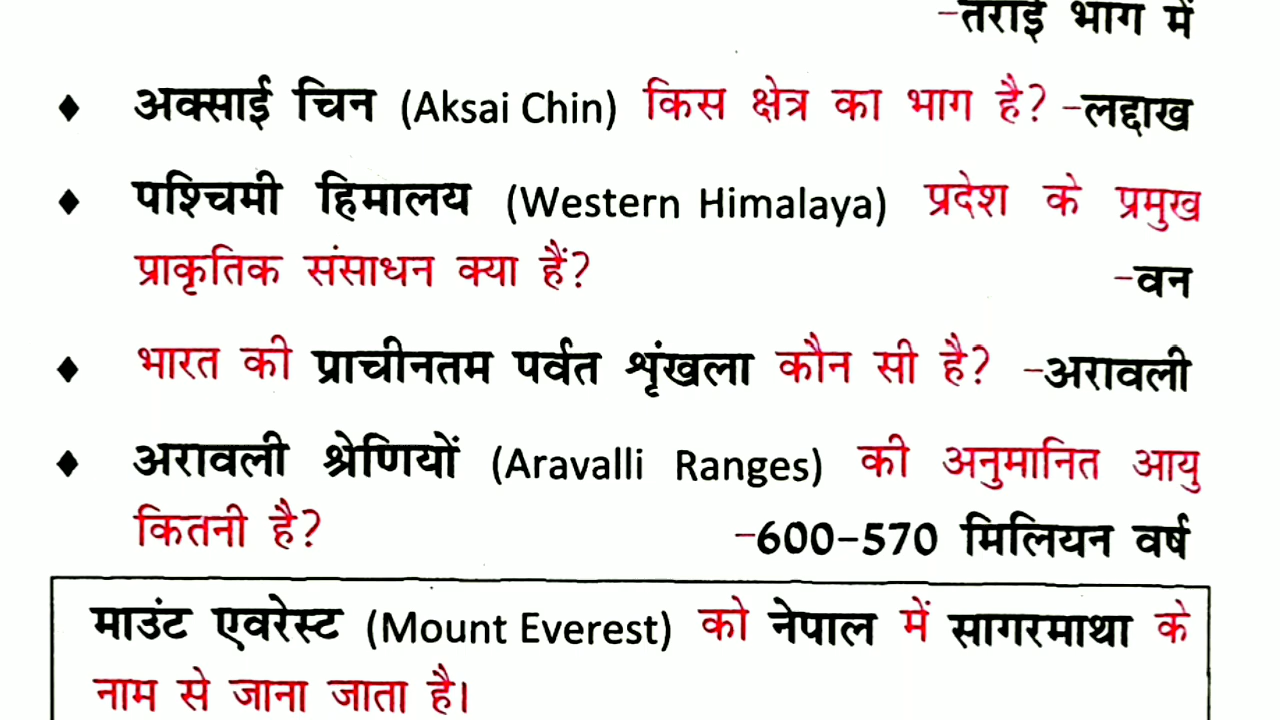 -तराई भाग में
♦ अक्साई चिन (Aksai Chin) किस क्षेत्र का भाग है? -लद्दाख
♦ पश्चिमी हिमालय (Western Himalaya) प्रदेश के प्रमुख
प्राकृतिक संसाधन क्या हैं? -वन
♦ भारत की प्राचीनतम पर्वत शृंखला कौन सी है? -अरावली
♦ अरावली श्रेणियों (Aravalli Ranges) की अनुमानित आयु
कितनी है? -600-570 मिलियन वर्ष
माउंट एवरेस्ट (Mount Everest) को नेपाल में सागरमाथा के
नाम से जाना जाता है।